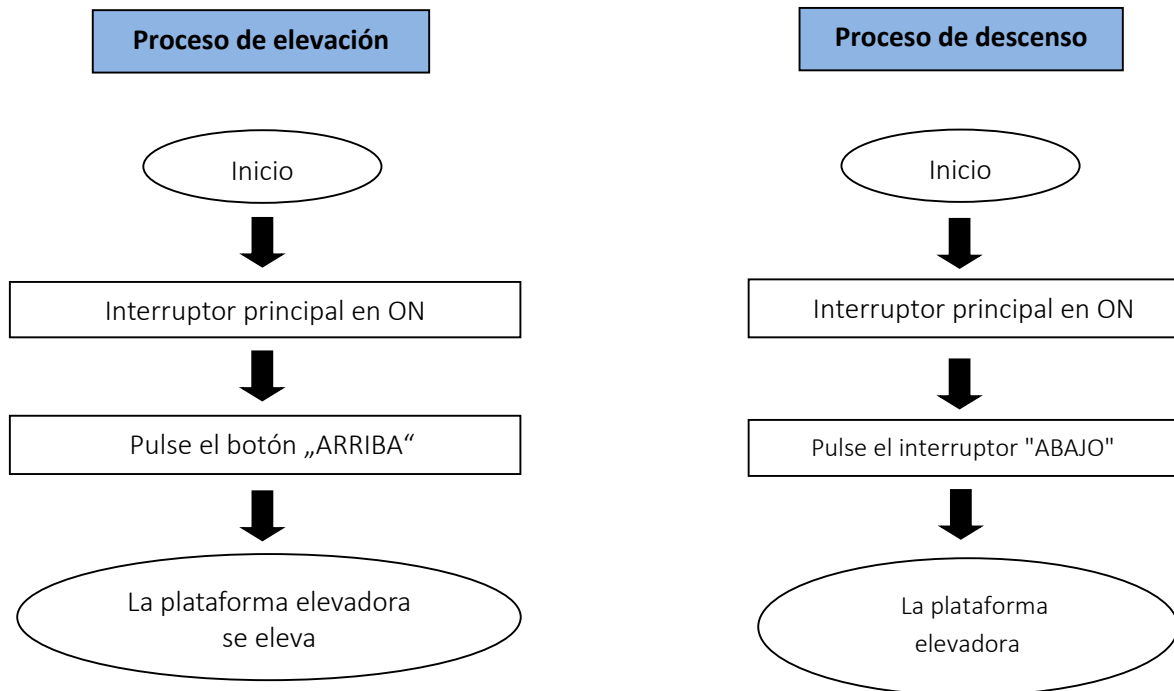 Proceso de elevación
Inicio
Interruptor principal en ON
Pulse el botón „ARRIBA“
La plataforma elevadora
se eleva
Proceso de descenso
Inicio
Interruptor principal en ON
Pulse el interruptor "ABAJO"
La plataforma
elevadora